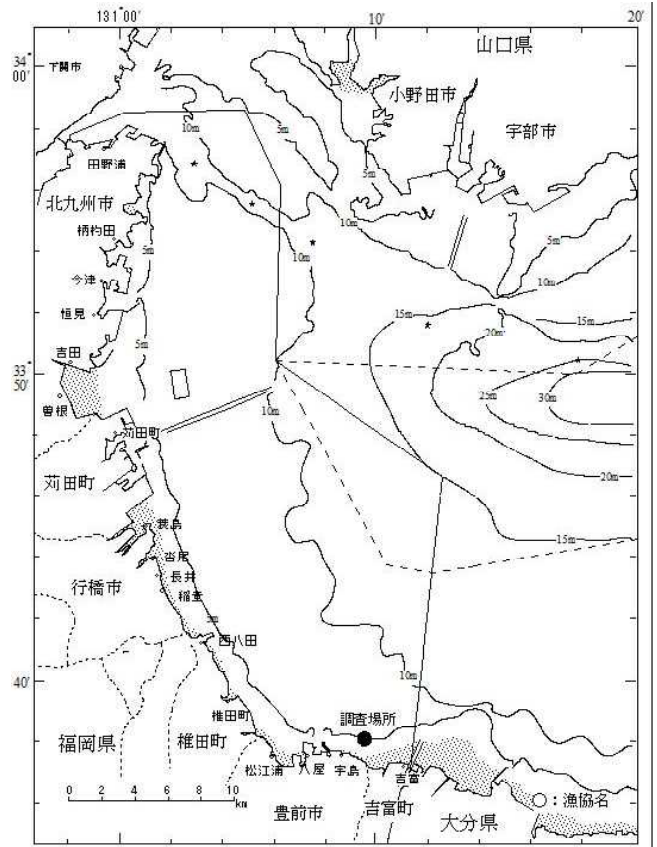 131°00′
10′
20′
34°
00′
山口県
下関市
小野田市
宇部市
10m
5m
5m
田野浦
北九州市
柄杓田
5m
10m
5m
10m
今津
10m
恒見
15m
15m
20m
5m
吉田
33°
50′
25m
30m
曽根
10m
苅田町
20m
苅田町
蓑島
15m
沓尾
長井
行橋市
稲童
5m
西八田
40′
10m
椎田町
調査場所
福岡県
椎田町
松江浦
八屋
宇島
吉富
0 2 4 6 8 10
km
豊前市
吉富町
大分県
○:漁協名